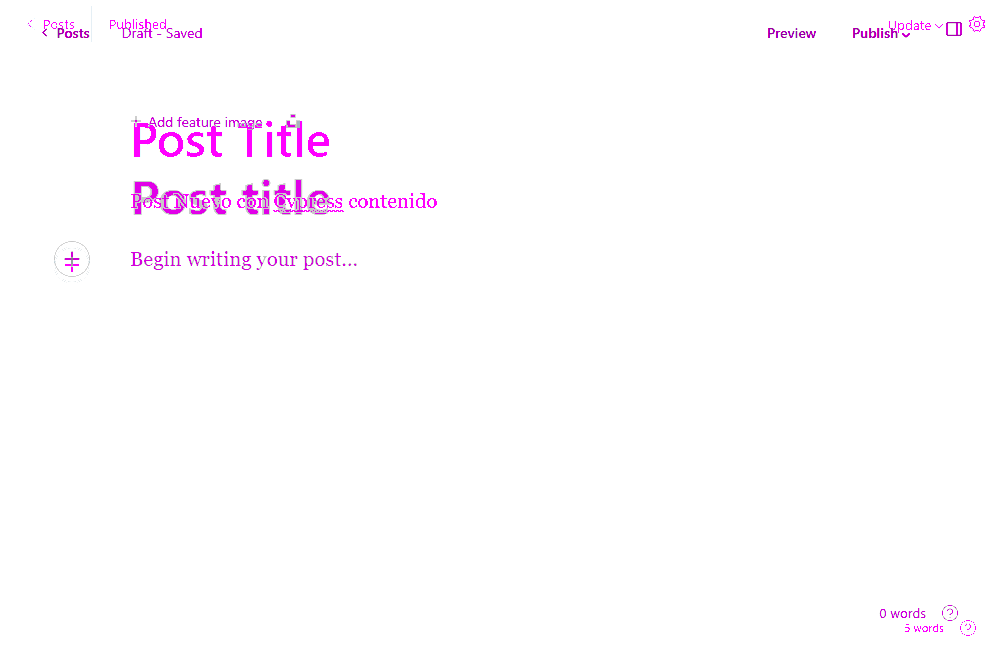 Posts Published Update
Posts Draft - Saved Preview Publish
+ Add feature image
Post Title
Post title
Post Nuevo con Cypress contenido
Begin writing your post...
0 words ?
5 words ?